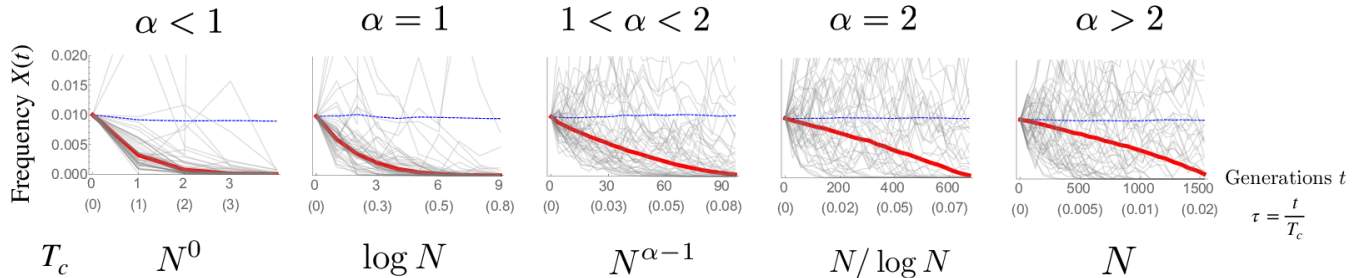 α < 1 α = 1 1 < α < 2 α = 2 α > 2
Frequency X(t)
0.020
0.015
0.010
0.005
0.000
0 1 2 3 0 3 6 9 0 30 60 90 0 200 400 600 0 500 1000 1500
(0) (1) (2) (3) (0) (0.3) (0.5) (0.8) (0) (0.03) (0.05) (0.08) (0) (0.02) (0.05) (0.07) (0) (0.005) (0.01) (0.02)
Generations t
τ = t / T_c
T_c N^0 log N N^{α−1} N/ log N N